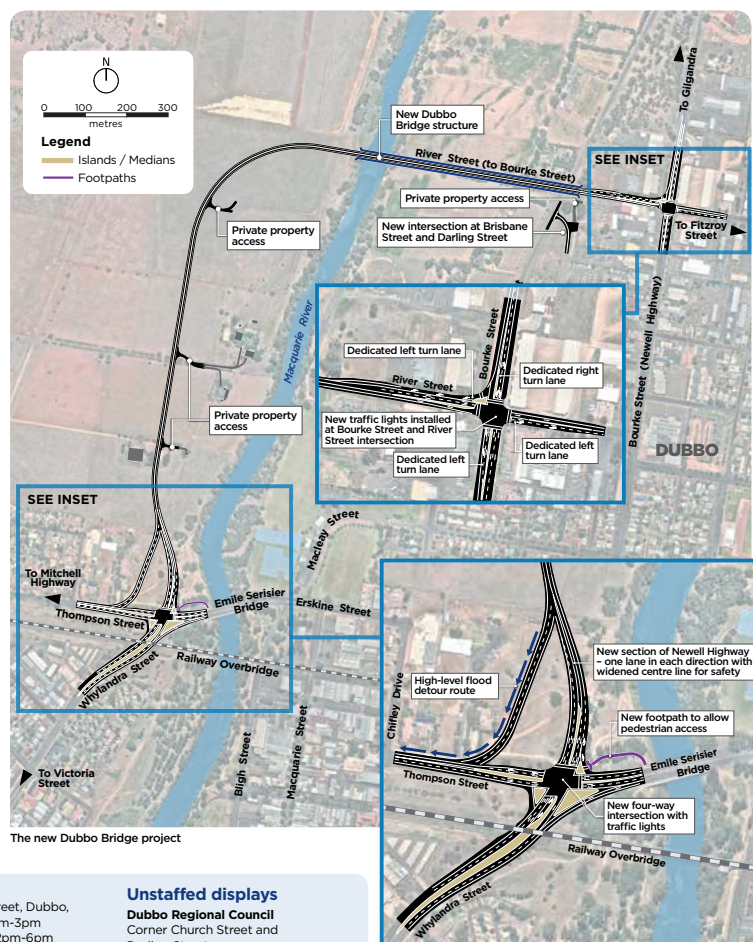 N
0 100 200 300
metres
Legend
Islands / Medians
Footpaths
New Dubbo
Bridge structure
River Street (to Bourke Street)
To Gilgandra
SEE INSET
To Fitzroy
Street
Private property access
New intersection at Brisbane
Street and Darling Street
Private property
access
Macquarie River
Bourke Street (Newell Highway)
DUBBO
Bourke Street
Dedicated left turn lane
Dedicated right
turn lane
River Street
New traffic lights installed
at Bourke Street and River
Street intersection
Dedicated left
turn lane
Dedicated left
turn lane
Private property
access
SEE INSET
To Mitchell
Highway
Thompson Street
Emile Serisier
Bridge
Whylandra Street
Railway Overbridge
Macleay Street
Erskine Street
To Victoria
Street
Bligh Street
Macquarie Street
New section of Newell Highway
– one lane in each direction with
widened centre line for safety
High-level flood
detour route
Chiffley Drive
New footpath to allow
pedestrian access
Thompson Street
Emile Serisier
Bridge
New four-way
intersection with
traffic lights
Railway Overbridge
Whylandra Street
The new Dubbo Bridge project
reet, Dubbo,
m-3pm
2pm-6pm
Unstaffed displays
Dubbo Regional Council
Corner Church Street and